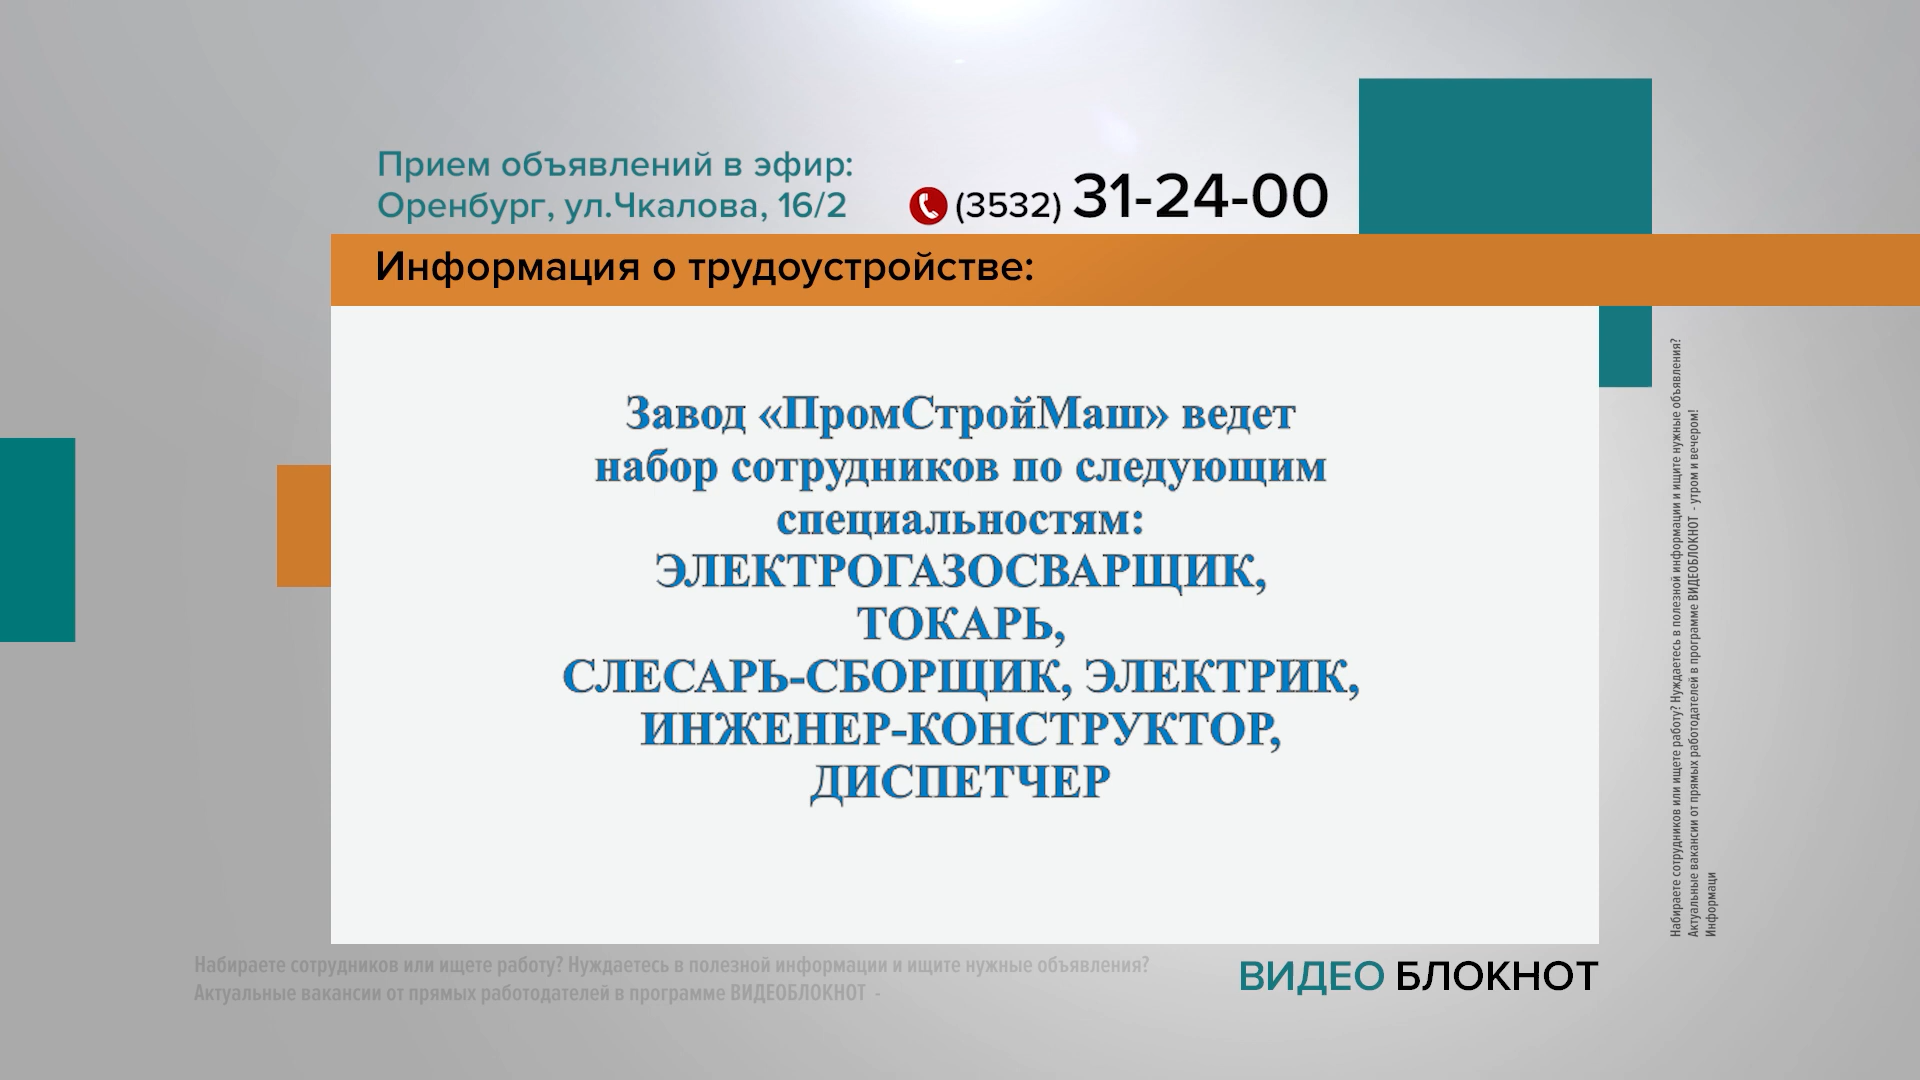 Прием объявлений в эфир:
Оренбург, ул.Чкалова, 16/2
(3532) 31-24-00
Информация о трудоустройстве:
Завод «ПромСтройМаш» ведет
набор сотрудников по следующим
специальностям:
ЭЛЕКТРОГАЗОСВАРЩИК,
ТОКАРЬ,
СЛЕСАРЬ-СБОРЩИК, ЭЛЕКТРИК,
ИНЖЕНЕР-КОНСТРУКТОР,
ДИСПЕТЧЕР
Набираете сотрудников или ищете работу? Нуждаетесь в полезной информации и ищите нужные объявления?
Актуальные вакансии от прямых работодателей в программе ВИДЕОБЛОКНОТ - утром и вечером!
Информаци
Набираете сотрудников или ищете работу? Нуждаетесь в полезной информации и ищите нужные объявления?
Актуальные вакансии от прямых работодателей в программе ВИДЕОБЛОКНОТ -
ВИДЕО БЛОКНОТ